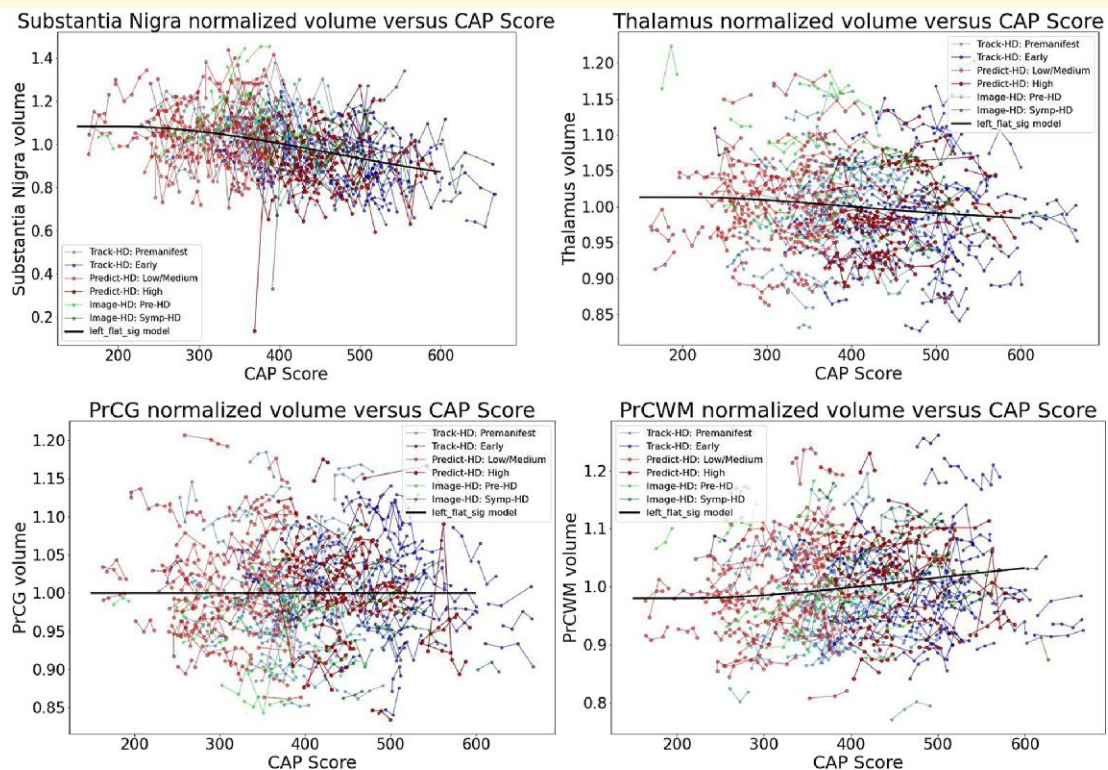 Substantia Nigra normalized volume versus CAP Score
Substantia Nigra volume
1.4
1.2
1.0
0.8
0.6
0.4
0.2
Track-HD: Premanifest
Track-HD: Early
Predict-HD: Low/Medium
Predict-HD: High
Image-HD: Pre-HD
Image-HD: Symp-HD
left_flat_sig model
200 300 400 500 600
CAP Score
Thalamus normalized volume versus CAP Score
Thalamus volume
1.20
1.15
1.10
1.05
1.00
0.95
0.90
0.85
Track-HD: Premanifest
Track-HD: Early
Predict-HD: Low/Medium
Predict-HD: High
Image-HD: Pre-HD
Image-HD: Symp-HD
left_flat_sig model
200 300 400 500 600
CAP Score
PrCG normalized volume versus CAP Score
PrCG volume
1.20
1.15
1.10
1.05
1.00
0.95
0.90
0.85
Track-HD: Premanifest
Track-HD: Early
Predict-HD: Low/Medium
Predict-HD: High
Image-HD: Pre-HD
Image-HD: Symp-HD
left_flat_sig model
200 300 400 500 600
CAP Score
PrCWM normalized volume versus CAP Score
PrCWM volume
1.2
1.1
1.0
0.9
0.8
Track-HD: Premanifest
Track-HD: Early
Predict-HD: Low/Medium
Predict-HD: High
Image-HD: Pre-HD
Image-HD: Symp-HD
left_flat_sig model
200 300 400 500 600
CAP Score